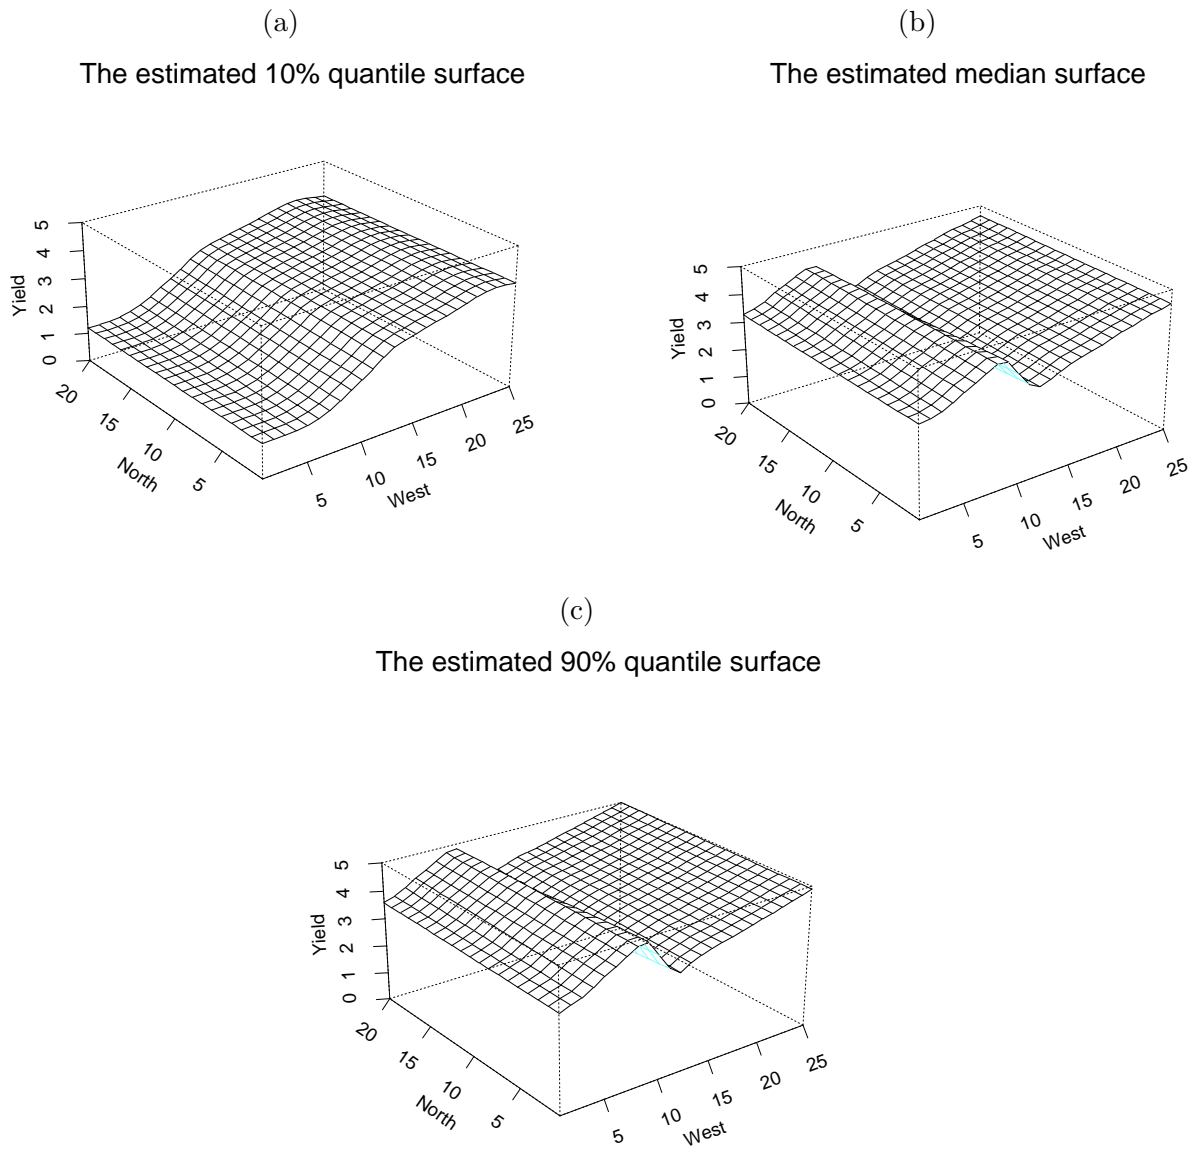 (a)
The estimated 10% quantile surface
Yield
0 1 2 3 4 5
North
20 15 10 5
West
5 10 15 20 25
(b)
The estimated median surface
Yield
0 1 2 3 4 5
North
20 15 10 5
West
5 10 15 20 25
(c)
The estimated 90% quantile surface
Yield
0 1 2 3 4 5
North
20 15 10 5
West
5 10 15 20 25